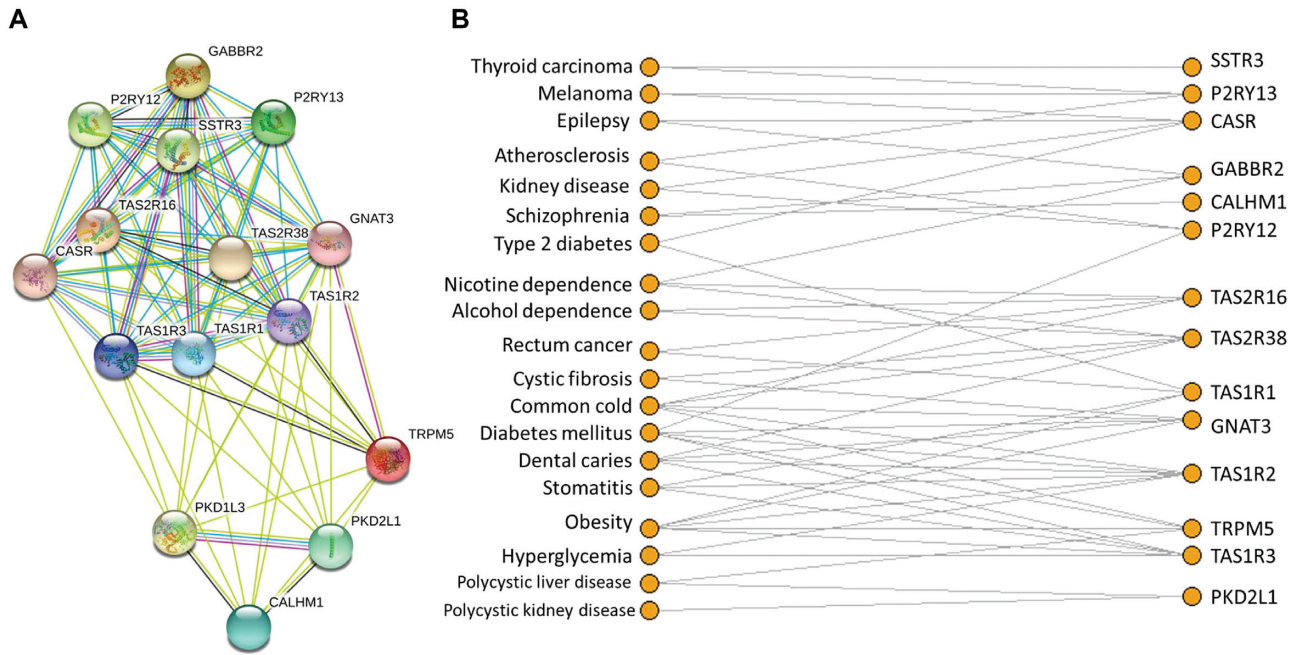 A
GABBR2
P2RY12
P2RY13
SSTR3
TAS2R16
GNAT3
TAS2R38
CASR
TAS1R2
TAS1R3
TAS1R1
TRPM5
PKD1L3
PKD2L1
CALHM1
B
Thyroid carcinoma
Melanoma
Epilepsy
Atherosclerosis
Kidney disease
Schizophrenia
Type 2 diabetes
Nicotine dependence
Alcohol dependence
Rectum cancer
Cystic fibrosis
Common cold
Diabetes mellitus
Dental caries
Stomatitis
Obesity
Hyperglycemia
Polycystic liver disease
Polycystic kidney disease
SSTR3
P2RY13
CASR
GABBR2
CALHM1
P2RY12
TAS2R16
TAS2R38
TAS1R1
GNAT3
TAS1R2
TRPM5
TAS1R3
PKD2L1